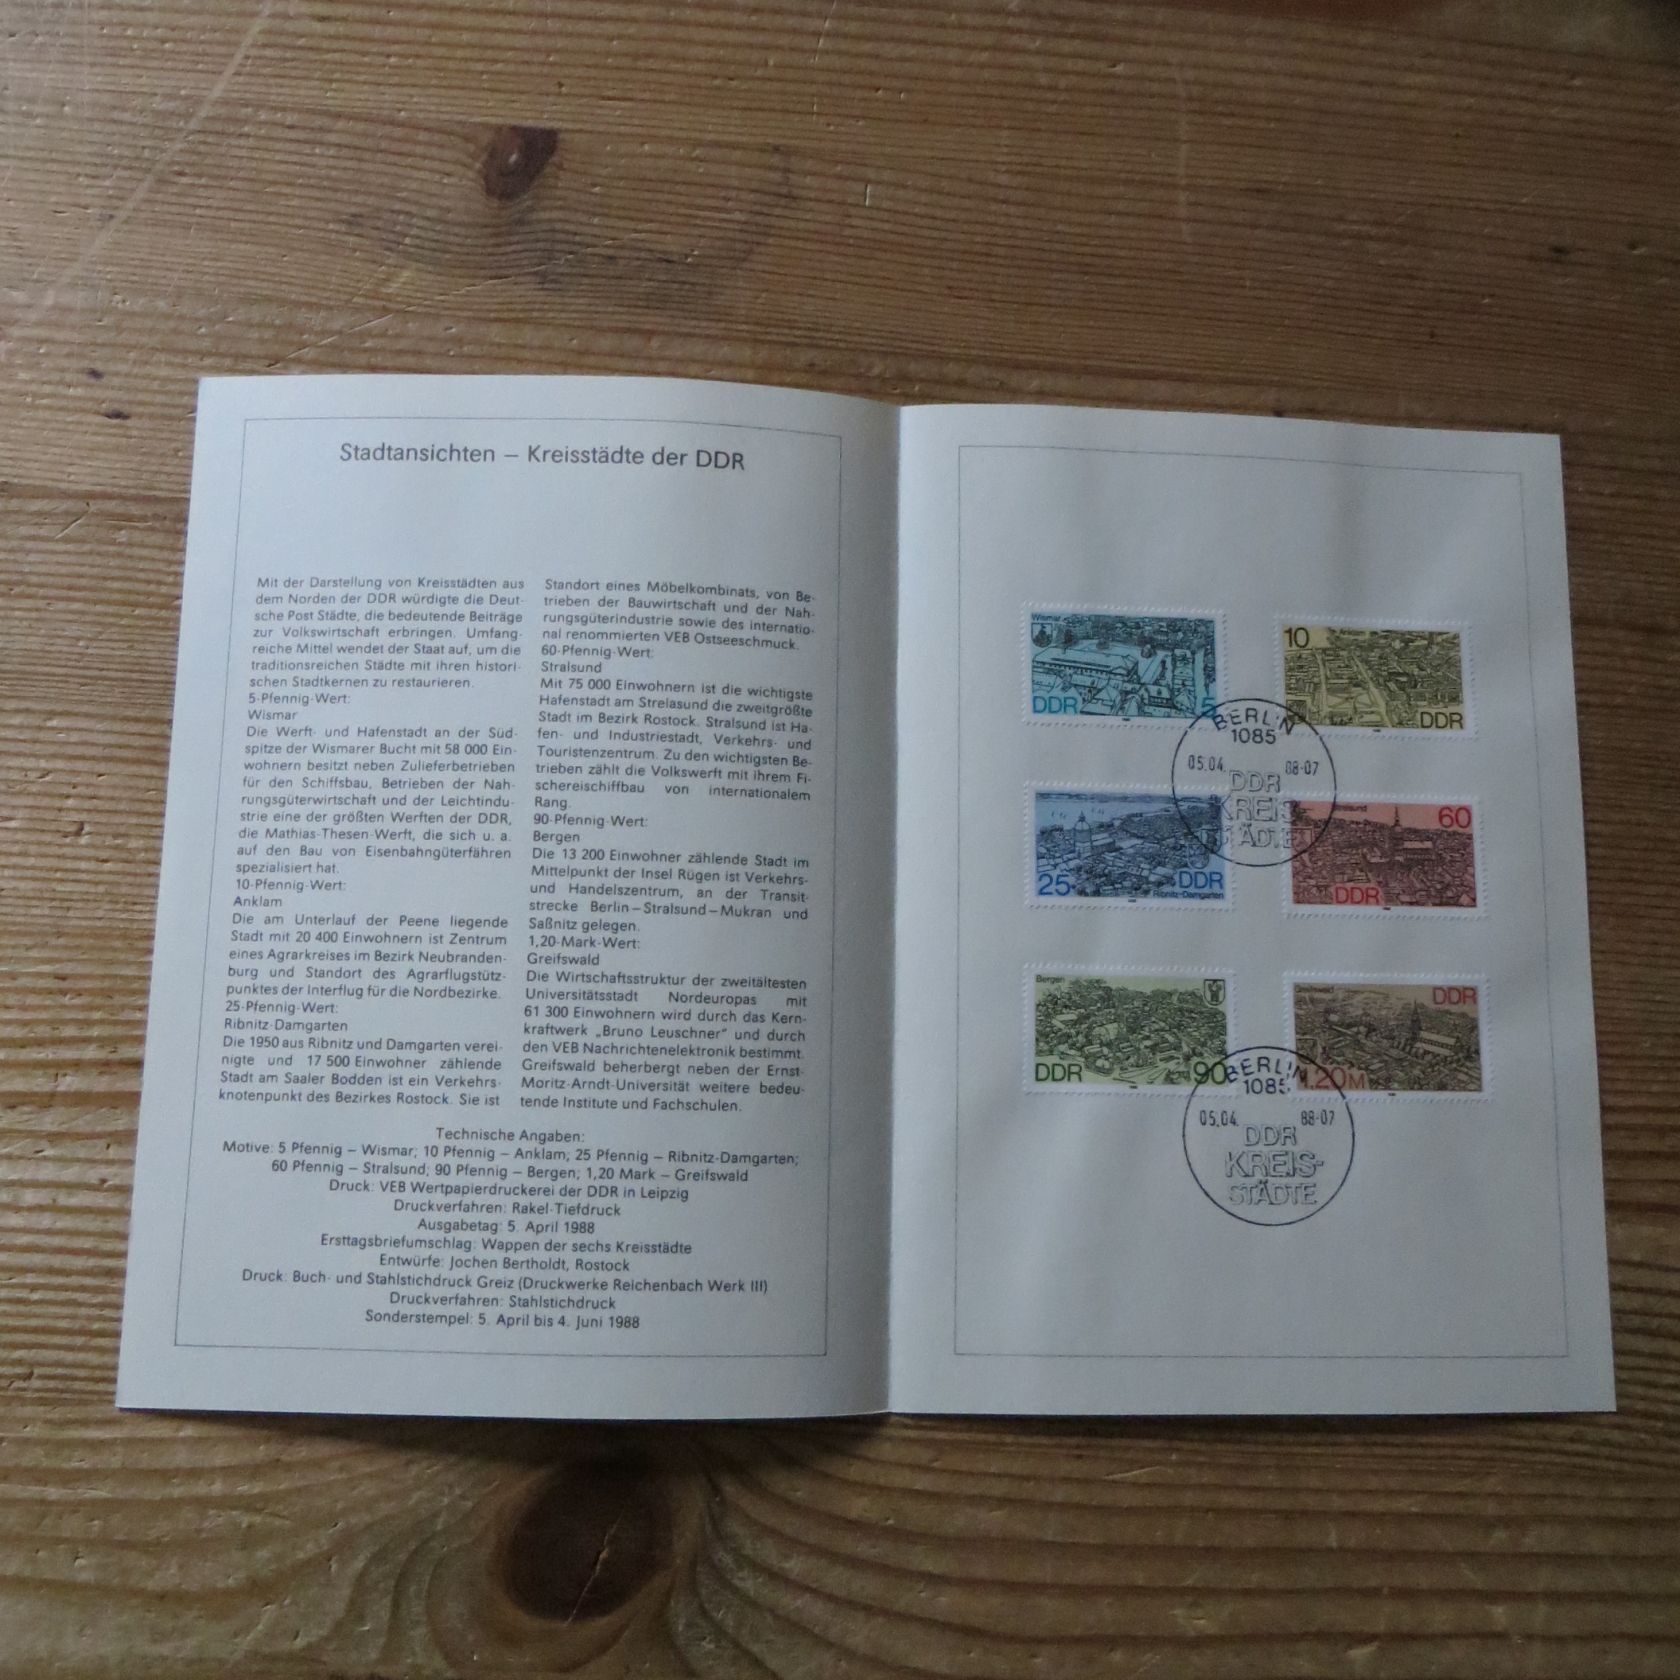 Stadtansichten – Kreisstädte der DDR
Mit der Darstellung von Kreisstädten aus
dem Norden der DDR würdigte die Deut-
sche Post Städte, die bedeutende Beiträge
zur Volkswirtschaft erbringen. Umfang-
reiche Mittel wendet der Staat auf, um die
traditionsreichen Städte mit ihren histori-
schen Stadtkernen zu restaurieren.
5-Pfennig-Wert:
Wismar
Die Werft- und Hafenstadt an der Süd-
spitze der Wismarer Bucht mit 58 000 Ein-
wohnern besitzt neben Zulieferbetrieben
für den Schiffsbau, Betrieben der Nah-
rungsgüterwirtschaft und der Leichtindu-
strie eine der größten Werften der DDR,
die Mathias-Thesen-Werft, die sich u. a.
auf den Bau von Eisenbahngüterfähren
spezialisiert hat.
10-Pfennig-Wert:
Anklam
Die am Unterlauf der Peene liegende
Stadt mit 20 400 Einwohnern ist Zentrum
eines Agrarkreises im Bezirk Neubranden-
burg und Standort des Agrarflugstütz-
punktes der Interflug für die Nordbezirke.
25-Pfennig-Wert:
Ribnitz-Damgarten
Die 1950 aus Ribnitz und Damgarten verei-
nigte und 17 500 Einwohner zählende
Stadt am Saaler Bodden ist ein Verkehrs-
knotenpunkt des Bezirkes Rostock. Sie ist
Standort eines Möbelkombinats, von Be-
trieben der Bauwirtschaft und der Nah-
rungsgüterindustrie sowie des internatio-
nal renommierten VEB Ostseeschmuck.
60-Pfennig-Wert:
Stralsund
Mit 75 000 Einwohnern ist die wichtigste
Hafenstadt am Strelasund die zweitgrößte
Stadt im Bezirk Rostock. Stralsund ist Ha-
fen- und Industriestadt, Verkehrs- und
Touristenzentrum. Zu den wichtigsten Be-
trieben zählt die Volkswerft mit ihrem Fi-
schereischiffbau von internationalem
Rang.
90-Pfennig-Wert:
Bergen
Die 13 200 Einwohner zählende Stadt im
Mittelpunkt der Insel Rügen ist Verkehrs-
und Handelszentrum, an der Transit-
strecke Berlin – Stralsund – Mukran und
Saßnitz gelegen.
1,20-Mark-Wert:
Greifswald
Die Wirtschaftsstruktur der zweitältesten
Universitätsstadt Nordeuropas mit
61 300 Einwohnern wird durch das Kern-
kraftwerk „Bruno Leuschner“ und durch
den VEB Nachrichtenelektronik bestimmt.
Greifswald beherbergt neben der Ernst-
Moritz-Arndt-Universität weitere bedeu-
tende Institute und Fachschulen.
Technische Angaben:
Motive: 5 Pfennig – Wismar; 10 Pfennig – Anklam; 25 Pfennig – Ribnitz-Damgarten;
60 Pfennig – Stralsund; 90 Pfennig – Bergen; 1,20 Mark – Greifswald
Druck: VEB Wertpapierdruckerei der DDR in Leipzig
Druckverfahren: Rakel-Tiefdruck
Ausgabetag: 5. April 1988
Ersttagsbriefumschlag: Wappen der sechs Kreisstädte
Entwürfe: Jochen Bertholdt, Rostock
Druck: Buch- und Stahlstichdruck Greiz (Druckwerke Reichenbach Werk III)
Druckverfahren: Stahlstichdruck
Sonderstempel: 5. April bis 4. Juni 1988
Wismar
DDR 5
10 Anklam
DDR
BERLIN
1085
05.04. 88-07
DDR
KREIS-
STÄDTE
25 DDR
Ribnitz-Damgarten
Stralsund 60
DDR
Bergen
DDR 90
Greifswald DDR
1,20 M
BERLIN
1085
05.04. 88-07
DDR
KREIS-
STÄDTE